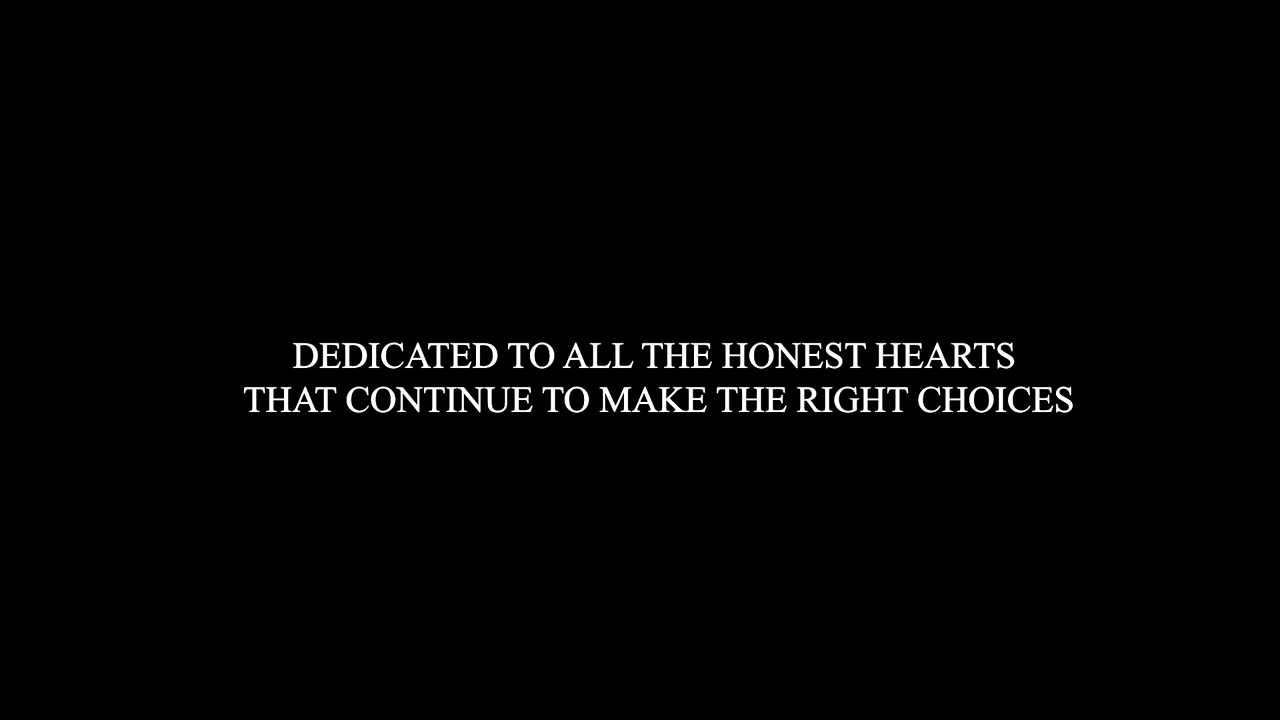 DEDICATED TO ALL THE HONEST HEARTS
THAT CONTINUE TO MAKE THE RIGHT CHOICES